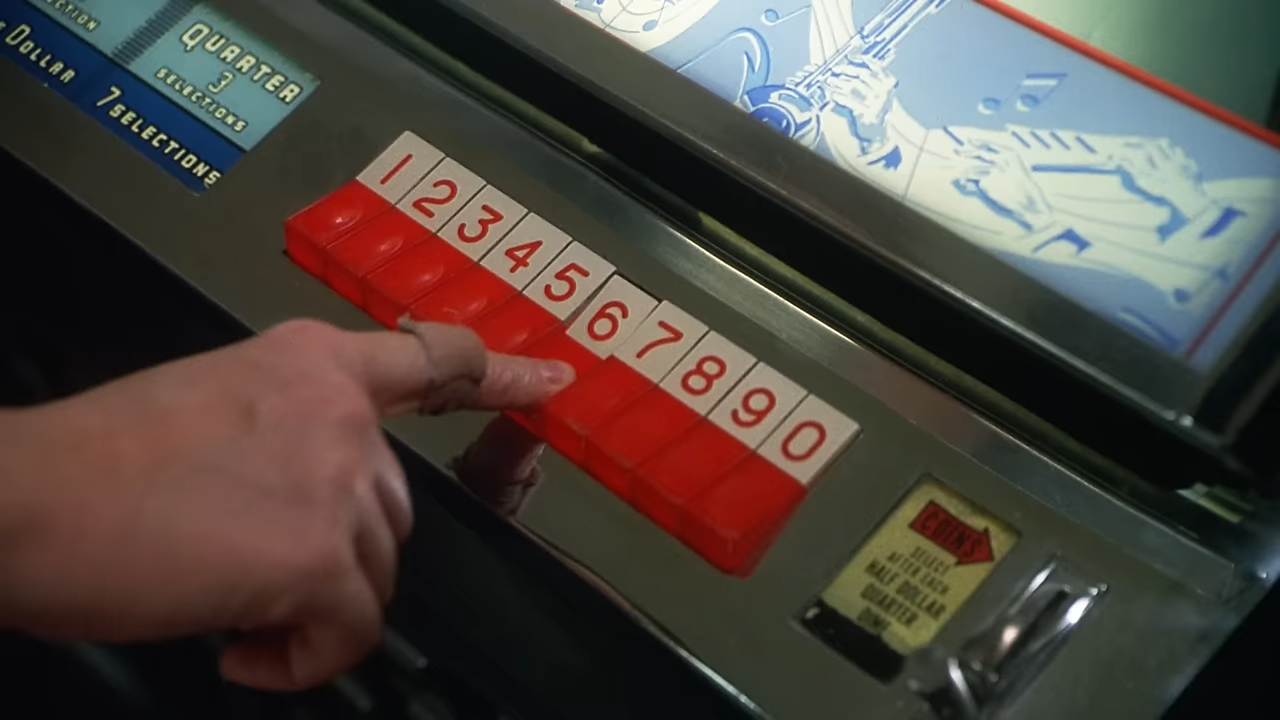 QUARTER
3
SELECTIONS
DOLLAR 7 SELECTIONS
1 2 3 4 5 6 7 8 9 0
COINS
SELECT
AFTER EACH
HALF DOLLAR
QUARTER
DIME